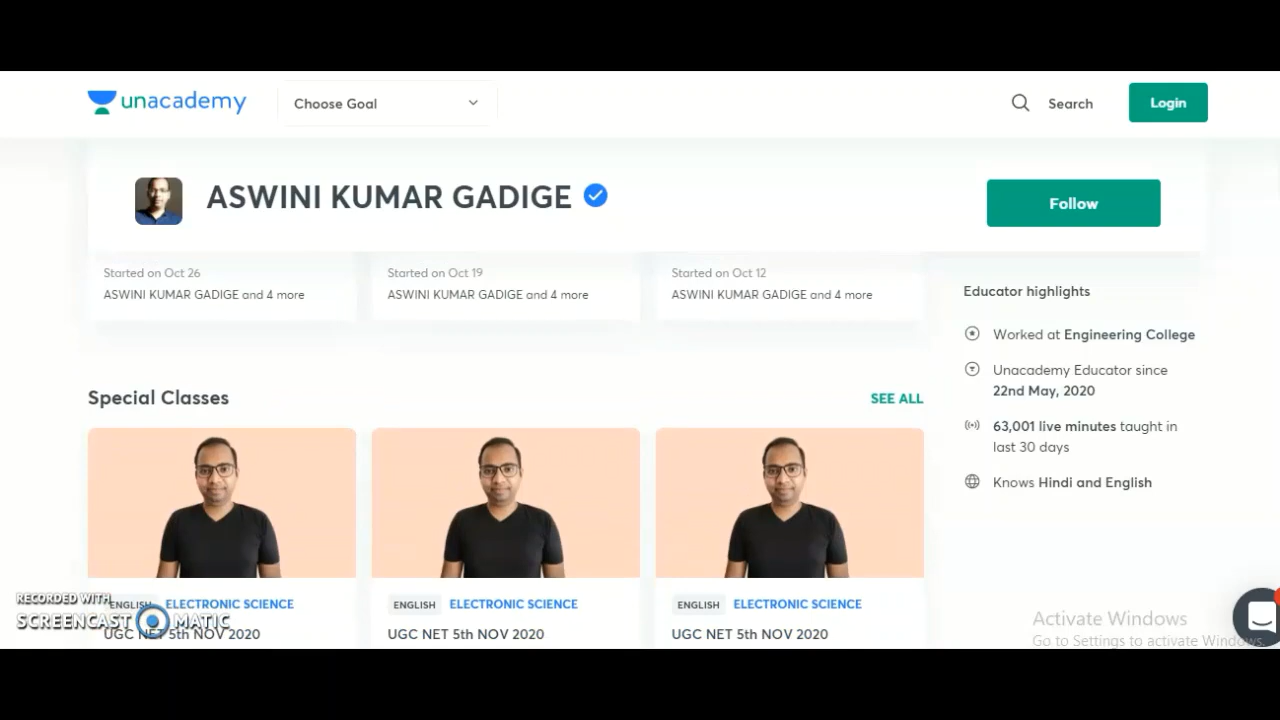 unacademy
Choose Goal
Search
Login
ASWINI KUMAR GADIGE
Follow
Started on Oct 26
ASWINI KUMAR GADIGE and 4 more
Started on Oct 19
ASWINI KUMAR GADIGE and 4 more
Started on Oct 12
ASWINI KUMAR GADIGE and 4 more
Educator highlights
Worked at Engineering College
Unacademy Educator since
22nd May, 2020
63,001 live minutes taught in
last 30 days
Knows Hindi and English
Special Classes
SEE ALL
ENGLISH ELECTRONIC SCIENCE
UGC NET 5th NOV 2020
ENGLISH ELECTRONIC SCIENCE
UGC NET 5th NOV 2020
ENGLISH ELECTRONIC SCIENCE
UGC NET 5th NOV 2020
RECORDED WITH
SCREENCAST MATIC
Activate Windows
Go to Settings to activate Windows.